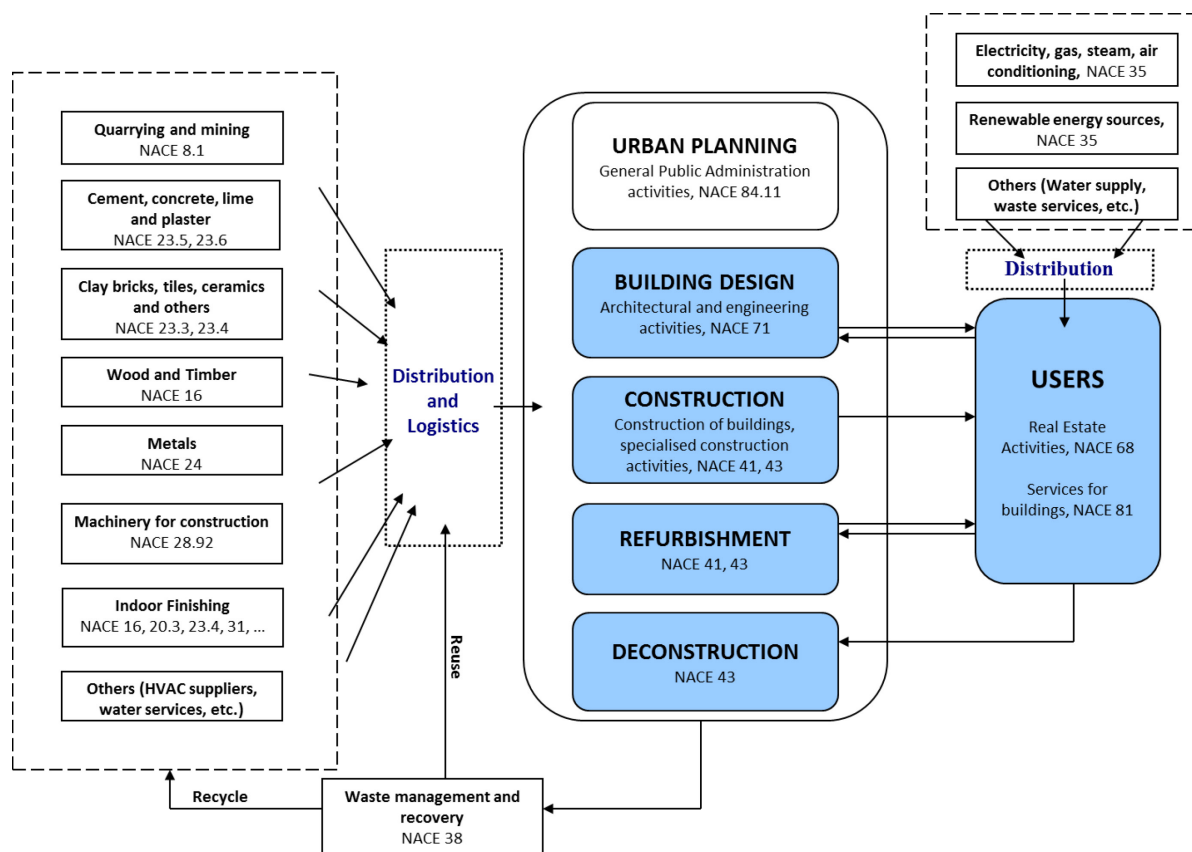 Quarrying and mining
NACE 8.1
Cement, concrete, lime
and plaster
NACE 23.5, 23.6
Clay bricks, tiles, ceramics
and others
NACE 23.3, 23.4
Wood and Timber
NACE 16
Metals
NACE 24
Machinery for construction
NACE 28.92
Indoor Finishing
NACE 16, 20.3, 23.4, 31, ...
Others (HVAC suppliers,
water services, etc.)
Distribution
and
Logistics
Reuse
Recycle
Waste management and
recovery
NACE 38
URBAN PLANNING
General Public Administration
activities, NACE 84.11
BUILDING DESIGN
Architectural and engineering
activities, NACE 71
CONSTRUCTION
Construction of buildings,
specialised construction
activities, NACE 41, 43
REFURBISHMENT
NACE 41, 43
DECONSTRUCTION
NACE 43
Electricity, gas, steam, air
conditioning, NACE 35
Renewable energy sources,
NACE 35
Others (Water supply,
waste services, etc.)
Distribution
USERS
Real Estate
Activities, NACE 68
Services for
buildings, NACE 81